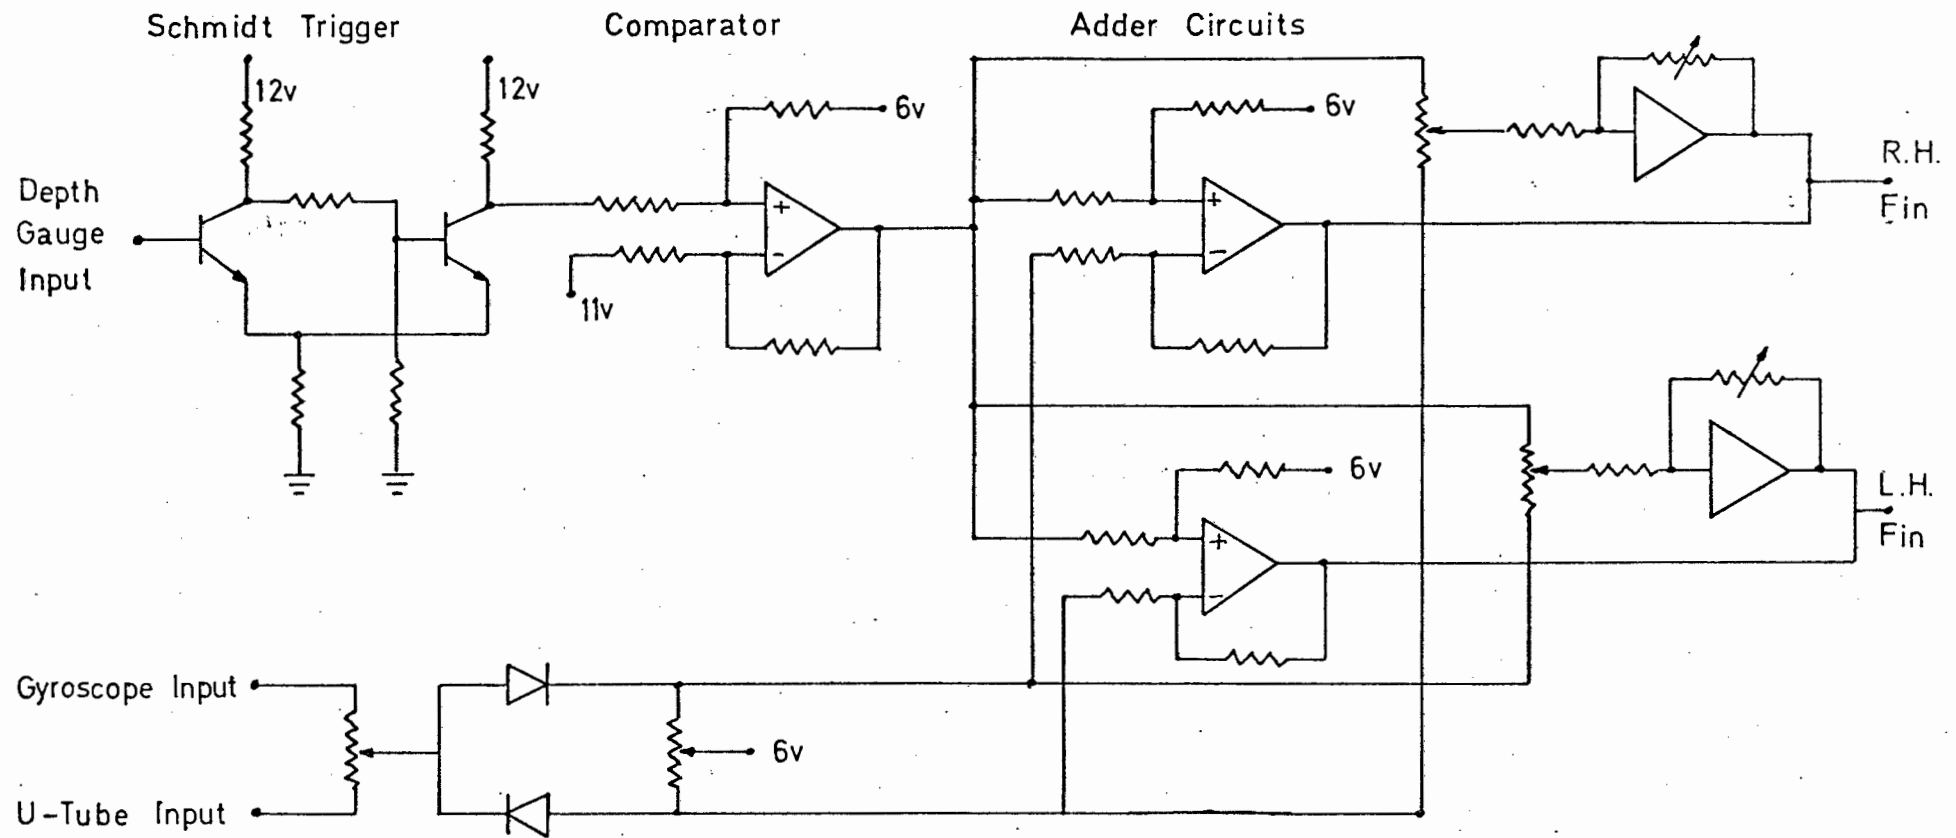 Schmidt Trigger
Comparator
Adder Circuits
12v
12v
6v
6v
Depth
Gauge
Input
11v
R.H.
Fin
+
-
+
-
6v
L.H.
Fin
+
-
Gyroscope Input
6v
U-Tube Input